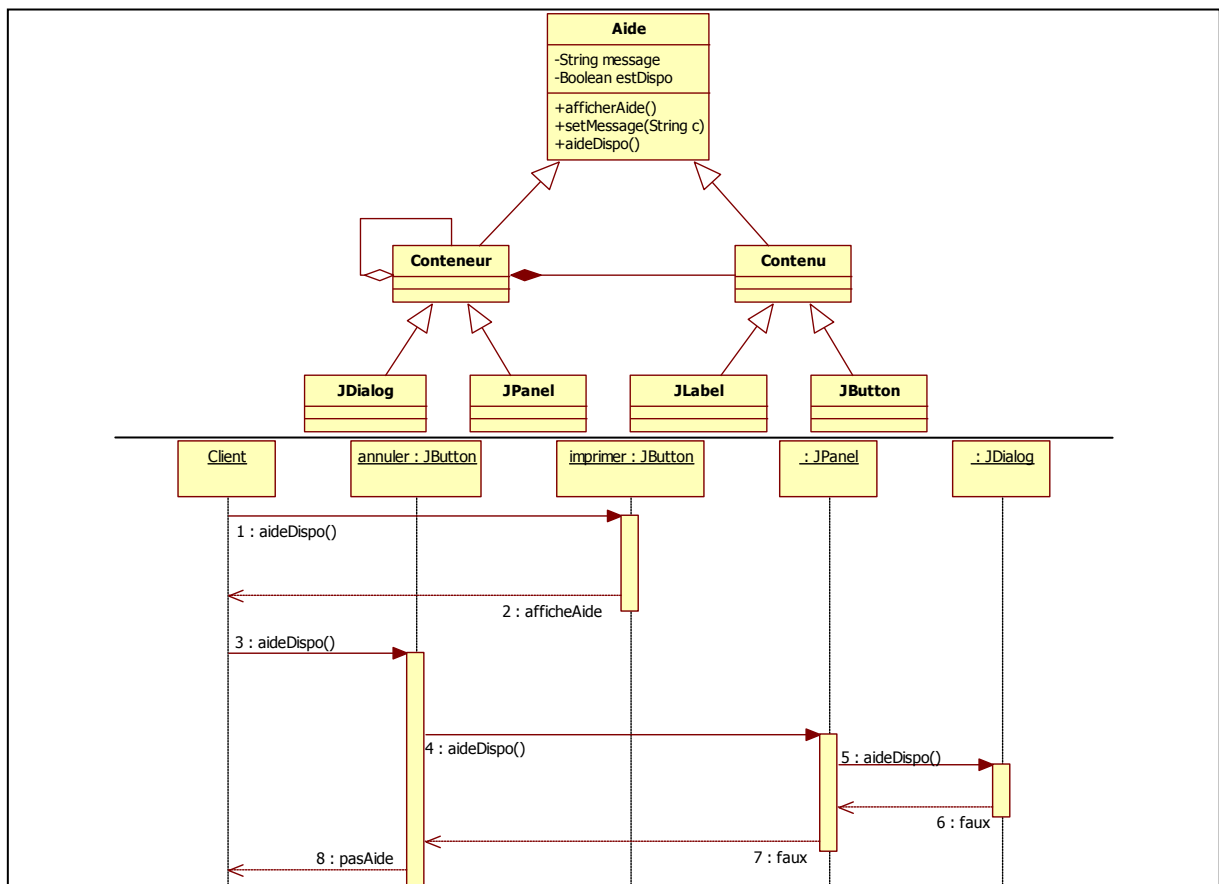 Aide
-String message
-Boolean estDispo
+afficherAide()
+setMessage(String c)
+aideDispo()
Conteneur
Contenu
JDialog
JPanel
JLabel
JButton
Client
annuler : JButton
imprimer : JButton
: JPanel
: JDialog
1 : aideDispo()
2 : afficheAide
3 : aideDispo()
4 : aideDispo()
5 : aideDispo()
6 : faux
7 : faux
8 : pasAide